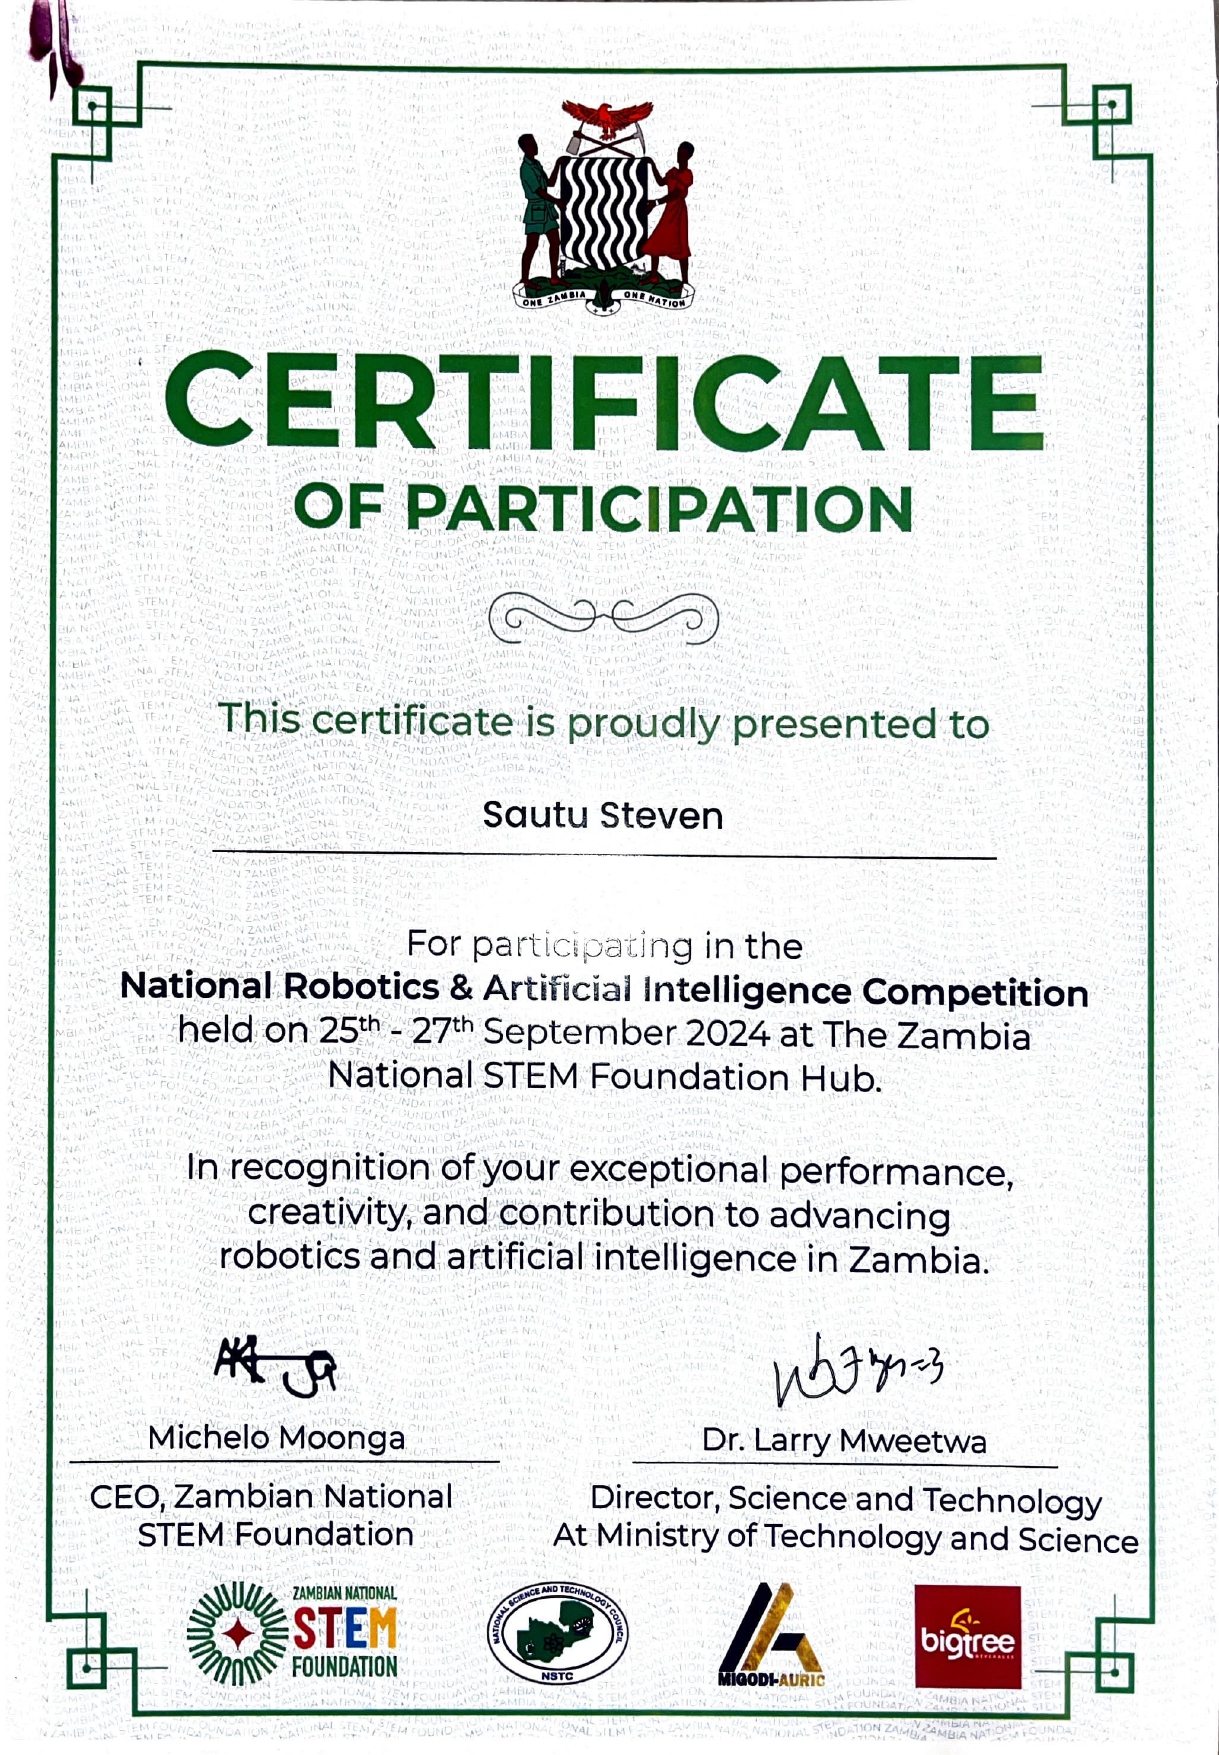 ONE ZAMBIA ONE NATION
CERTIFICATE
OF PARTICIPATION
This certificate is proudly presented to
Sautu Steven
For participating in the
National Robotics & Artificial Intelligence Competition
held on 25th - 27th September 2024 at The Zambia
National STEM Foundation Hub.
In recognition of your exceptional performance,
creativity, and contribution to advancing
robotics and artificial intelligence in Zambia.
Michelo Moonga
CEO, Zambian National
STEM Foundation
Dr. Larry Mweetwa
Director, Science and Technology
At Ministry of Technology and Science
ZAMBIAN NATIONAL
STEM
FOUNDATION
NATIONAL SCIENCE AND TECHNOLOGY COUNCIL
NSTC
MIGODI-AURIC
bigtree
BEVERAGES